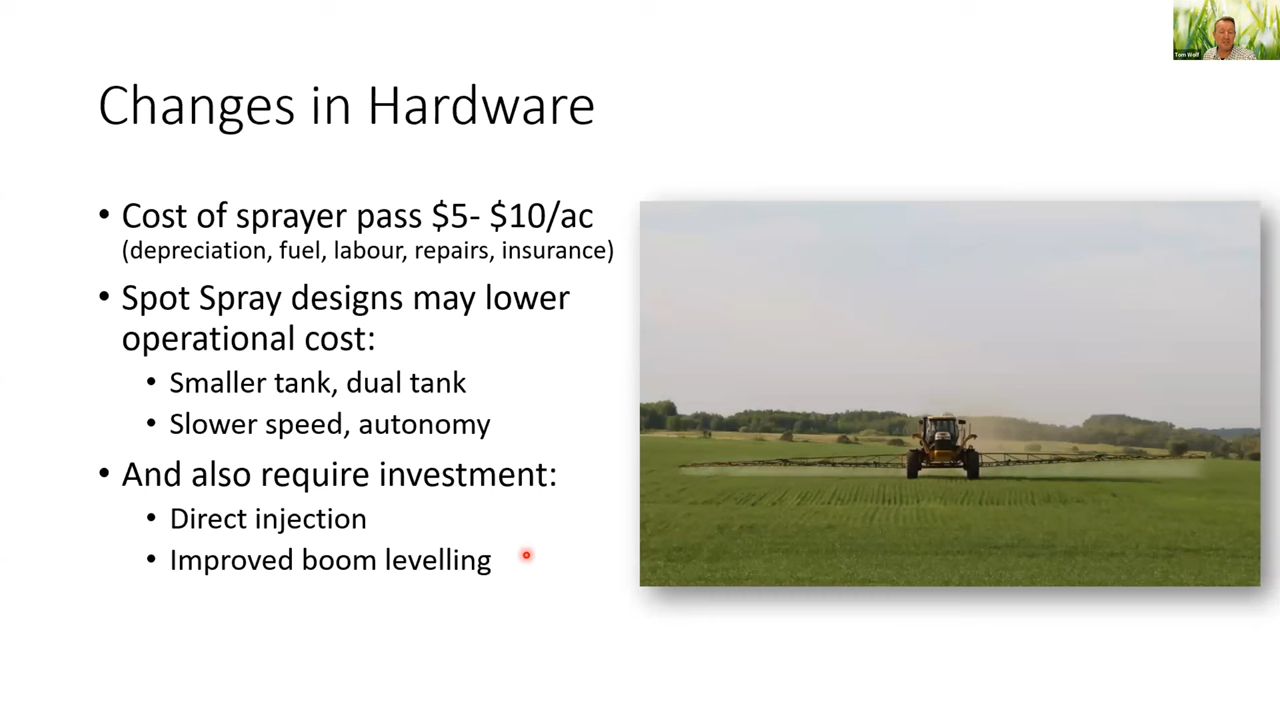 Tom Wolf
Changes in Hardware
• Cost of sprayer pass $5- $10/ac
(depreciation, fuel, labour, repairs, insurance)
• Spot Spray designs may lower
operational cost:
• Smaller tank, dual tank
• Slower speed, autonomy
• And also require investment:
• Direct injection
• Improved boom levelling